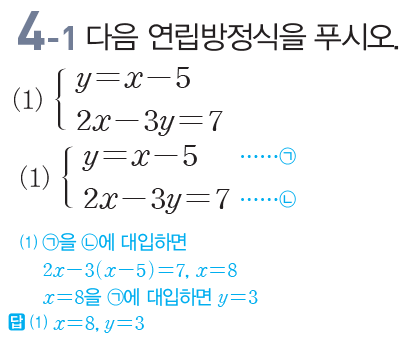 4-1 다음 연립방정식을 푸시오.
(1) { y=x-5
2x-3y=7
(1) { y=x-5 ……㉠
2x-3y=7 ……㉡
(1) ㉠을 ㉡에 대입하면
2x-3(x-5)=7, x=8
x=8을 ㉠에 대입하면 y=3
답 (1) x=8, y=3